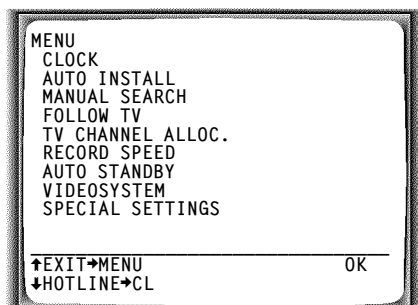 MENU
CLOCK
AUTO INSTALL
MANUAL SEARCH
FOLLOW TV
TV CHANNEL ALLOC.
RECORD SPEED
AUTO STANDBY
VIDEOSYSTEM
SPECIAL SETTINGS
↑EXIT→MENU OK
↓HOTLINE→CL